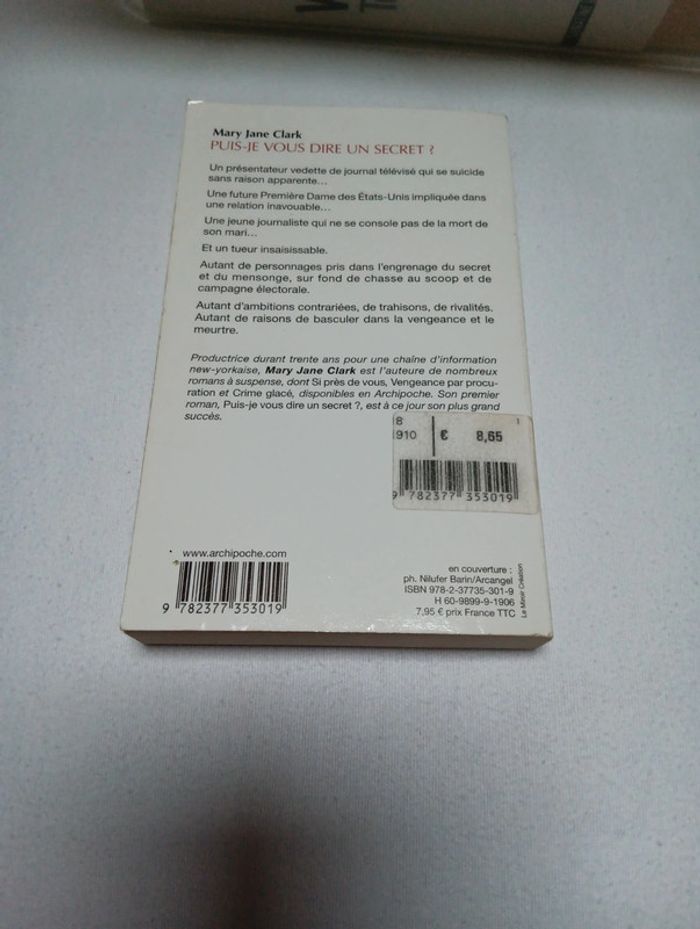 Mary Jane Clark
PUIS-JE VOUS DIRE UN SECRET ?
Un présentateur vedette de journal télévisé qui se suicide
sans raison apparente…
Une future Première Dame des États-Unis impliquée dans
une relation inavouable…
Une jeune journaliste qui ne se console pas de la mort de
son mari…
Et un tueur insaisissable.
Autant de personnages pris dans l'engrenage du secret
et du mensonge, sur fond de chasse au scoop et de
campagne électorale.
Autant d'ambitions contrariées, de trahisons, de rivalités.
Autant de raisons de basculer dans la vengeance et le
meurtre.
Productrice durant trente ans pour une chaîne d'information
new-yorkaise, Mary Jane Clark est l'auteure de nombreux
romans à suspense, dont Si près de vous, Vengeance par procu-
ration et Crime glacé, disponibles en Archipoche. Son premier
roman, Puis-je vous dire un secret ?, est à ce jour son plus grand
succès.
8 1
910 € 8,65
9 782377 353019
www.archipoche.com
9 782377 353019
en couverture :
ph. Nilufer Barin/Arcangel
ISBN 978-2-37735-301-9
H 60-9899-9-1906
7,95 € prix France TTC
Le Miroir Création